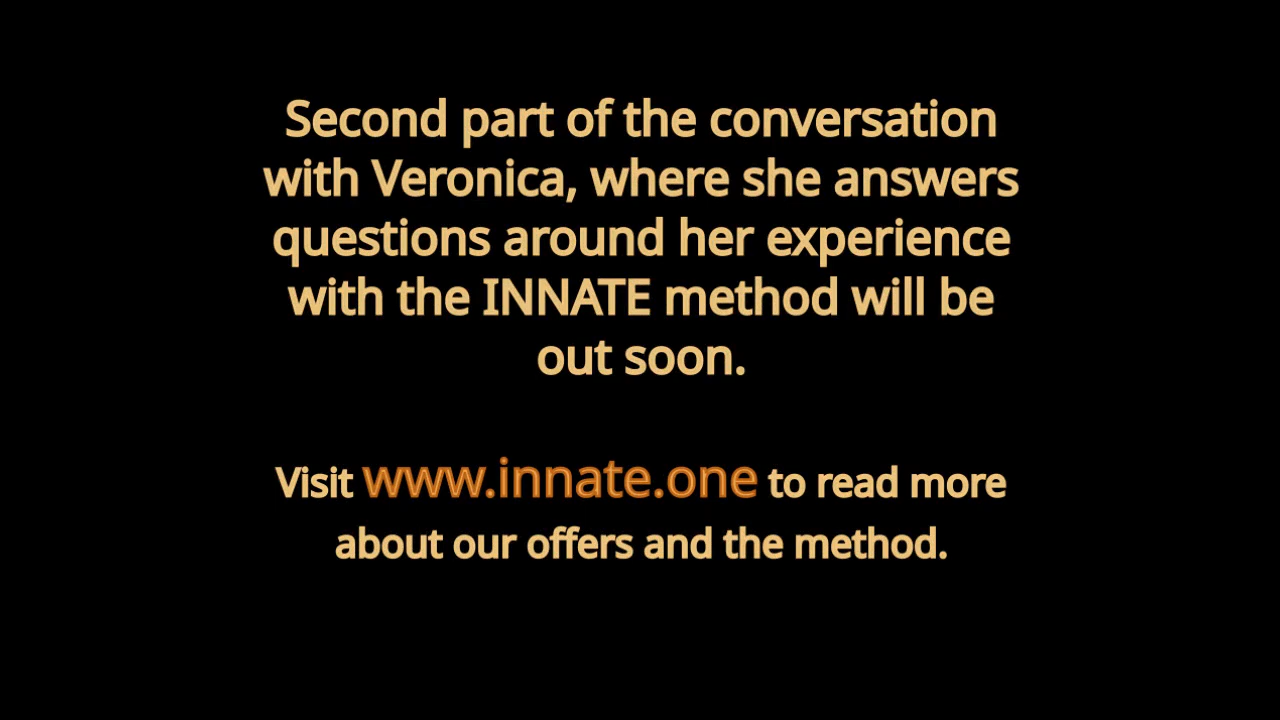 Second part of the conversation
with Veronica, where she answers
questions around her experience
with the INNATE method will be
out soon.
Visit www.innate.one to read more
about our offers and the method.